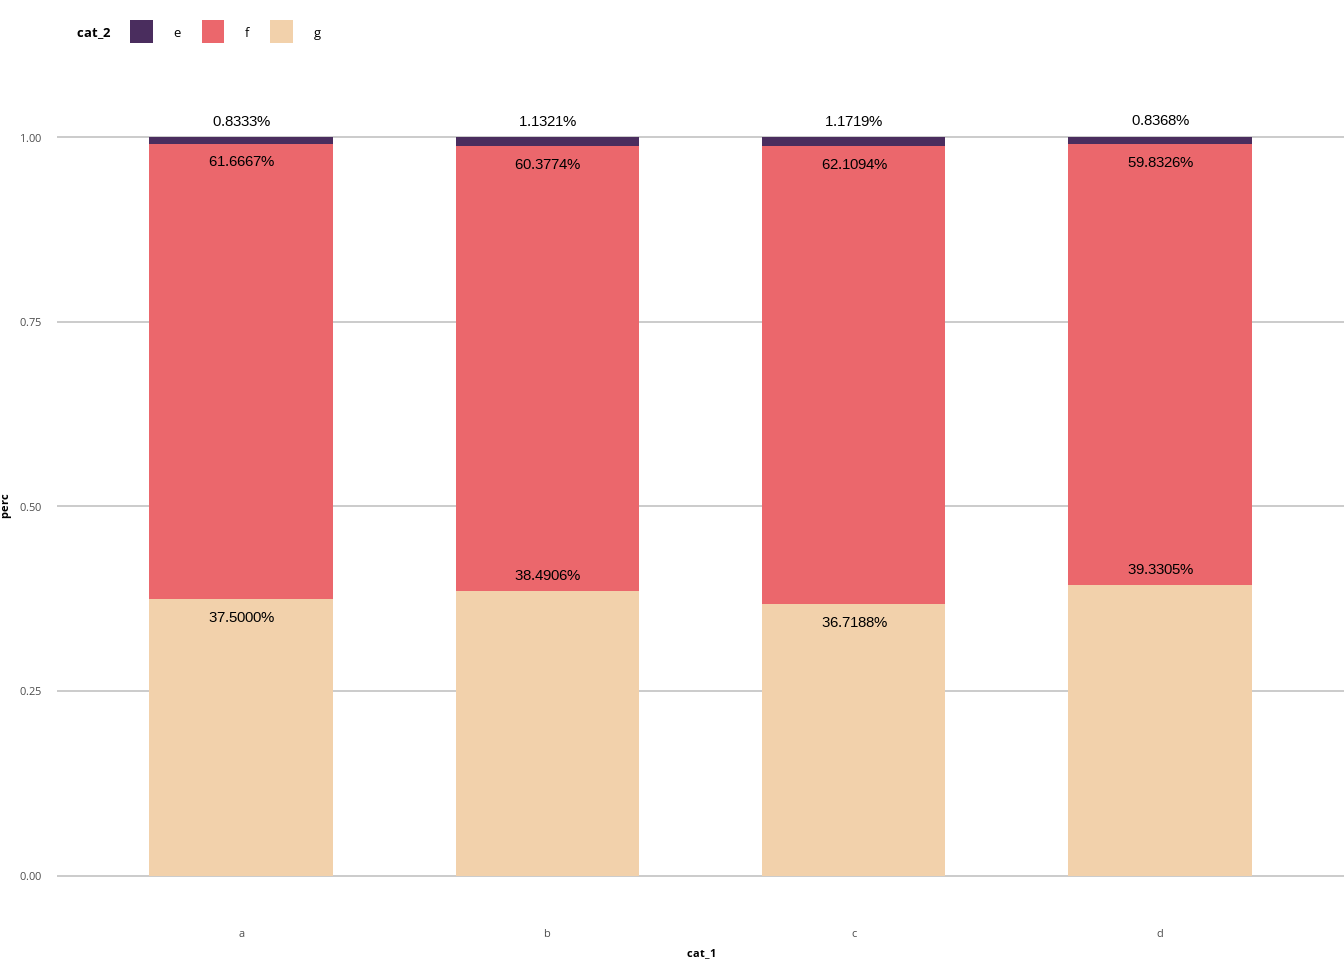 cat_2 e f g
0.8333% 1.1321% 1.1719% 0.8368%
1.00
61.6667% 60.3774% 62.1094% 59.8326%
0.75
perc
0.50
38.4906% 39.3305%
37.5000% 36.7188%
0.25
0.00
a b c d
cat_1